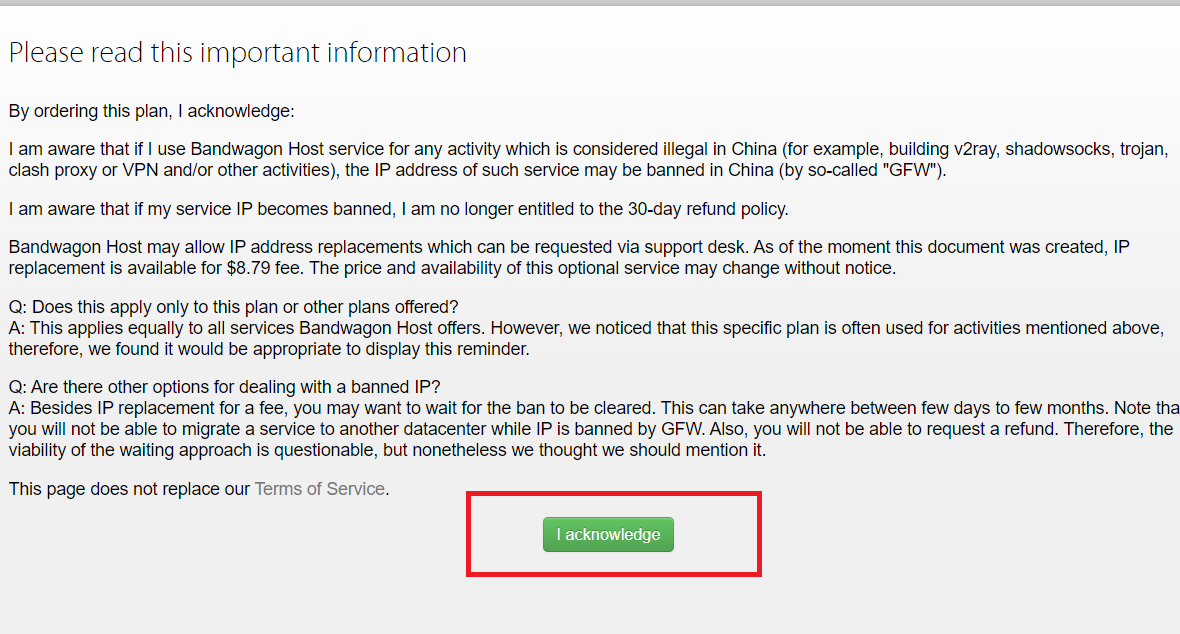 Please read this important information
By ordering this plan, I acknowledge:
I am aware that if I use Bandwagon Host service for any activity which is considered illegal in China (for example, building v2ray, shadowsocks, trojan,
clash proxy or VPN and/or other activities), the IP address of such service may be banned in China (by so-called "GFW").
I am aware that if my service IP becomes banned, I am no longer entitled to the 30-day refund policy.
Bandwagon Host may allow IP address replacements which can be requested via support desk. As of the moment this document was created, IP
replacement is available for $8.79 fee. The price and availability of this optional service may change without notice.
Q: Does this apply only to this plan or other plans offered?
A: This applies equally to all services Bandwagon Host offers. However, we noticed that this specific plan is often used for activities mentioned above,
therefore, we found it would be appropriate to display this reminder.
Q: Are there other options for dealing with a banned IP?
A: Besides IP replacement for a fee, you may want to wait for the ban to be cleared. This can take anywhere between few days to few months. Note tha
you will not be able to migrate a service to another datacenter while IP is banned by GFW. Also, you will not be able to request a refund. Therefore, the
viability of the waiting approach is questionable, but nonetheless we thought we should mention it.
This page does not replace our Terms of Service.
I acknowledge